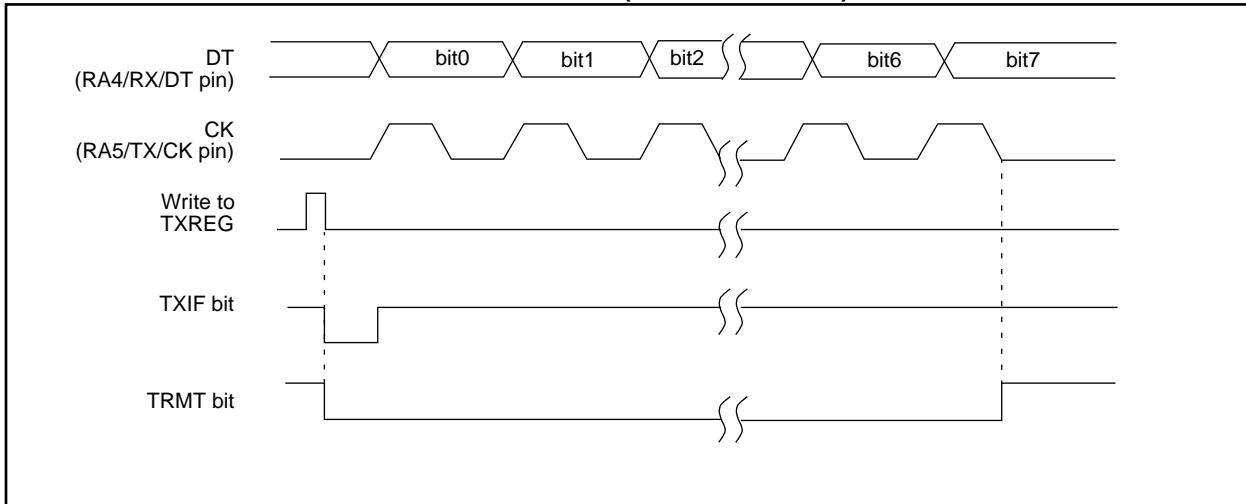 DT
(RA4/RX/DT pin)
bit0
bit1
bit2
bit6
bit7
CK
(RA5/TX/CK pin)
Write to
TXREG
TXIF bit
TRMT bit